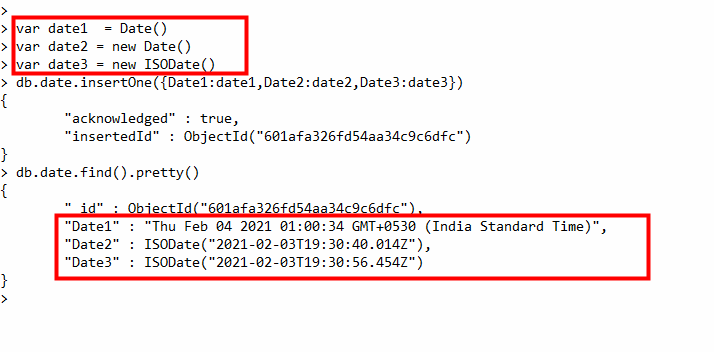 >
> var date1  = Date()
> var date2 = new Date()
> var date3 = new ISODate()
> db.date.insertOne({Date1:date1,Date2:date2,Date3:date3})
{
        "acknowledged" : true,
        "insertedId" : ObjectId("601afa326fd54aa34c9c6dfc")
}
> db.date.find().pretty()
{
        "_id" : ObjectId("601afa326fd54aa34c9c6dfc"),
        "Date1" : "Thu Feb 04 2021 01:00:34 GMT+0530 (India Standard Time)",
        "Date2" : ISODate("2021-02-03T19:30:40.014Z"),
        "Date3" : ISODate("2021-02-03T19:30:56.454Z")
}
>